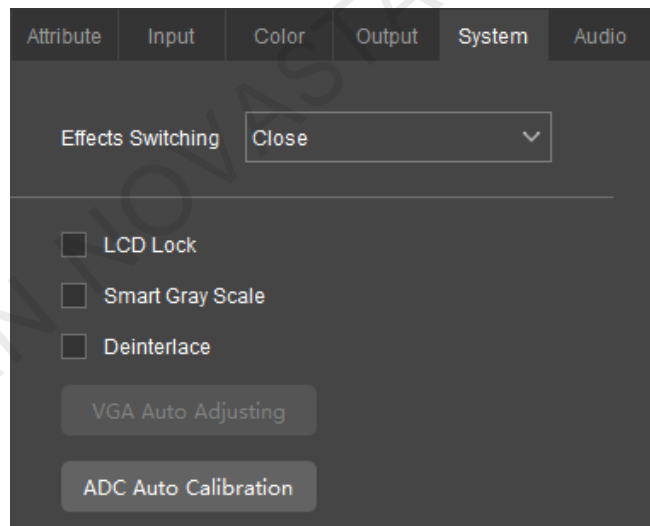 Attribute Input Color Output System Audio
Effects Switching Close
LCD Lock
Smart Gray Scale
Deinterlace
VGA Auto Adjusting
ADC Auto Calibration